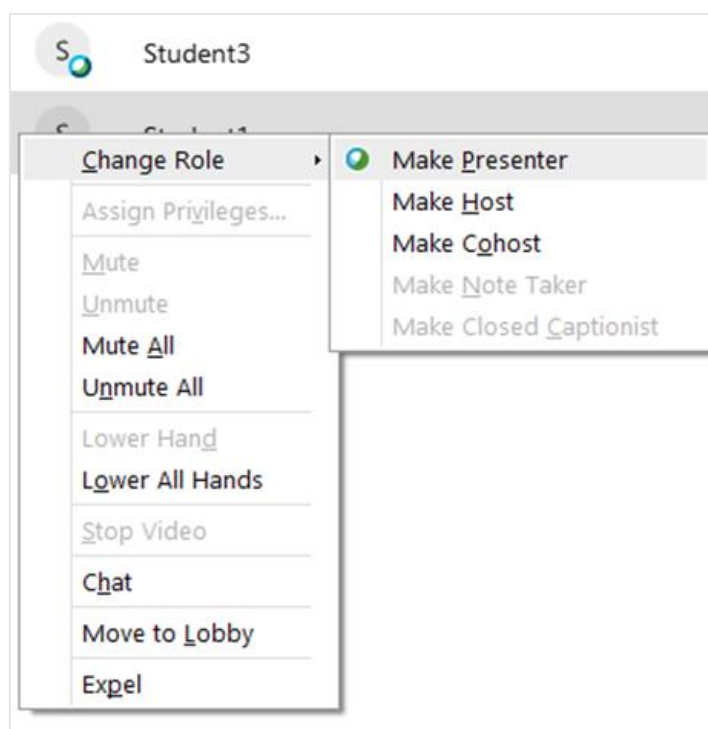 S Student3
Change Role
Assign Privileges...
Mute
Unmute
Mute All
Unmute All
Lower Hand
Lower All Hands
Stop Video
Chat
Move to Lobby
Expel
Make Presenter
Make Host
Make Cohost
Make Note Taker
Make Closed Captionist